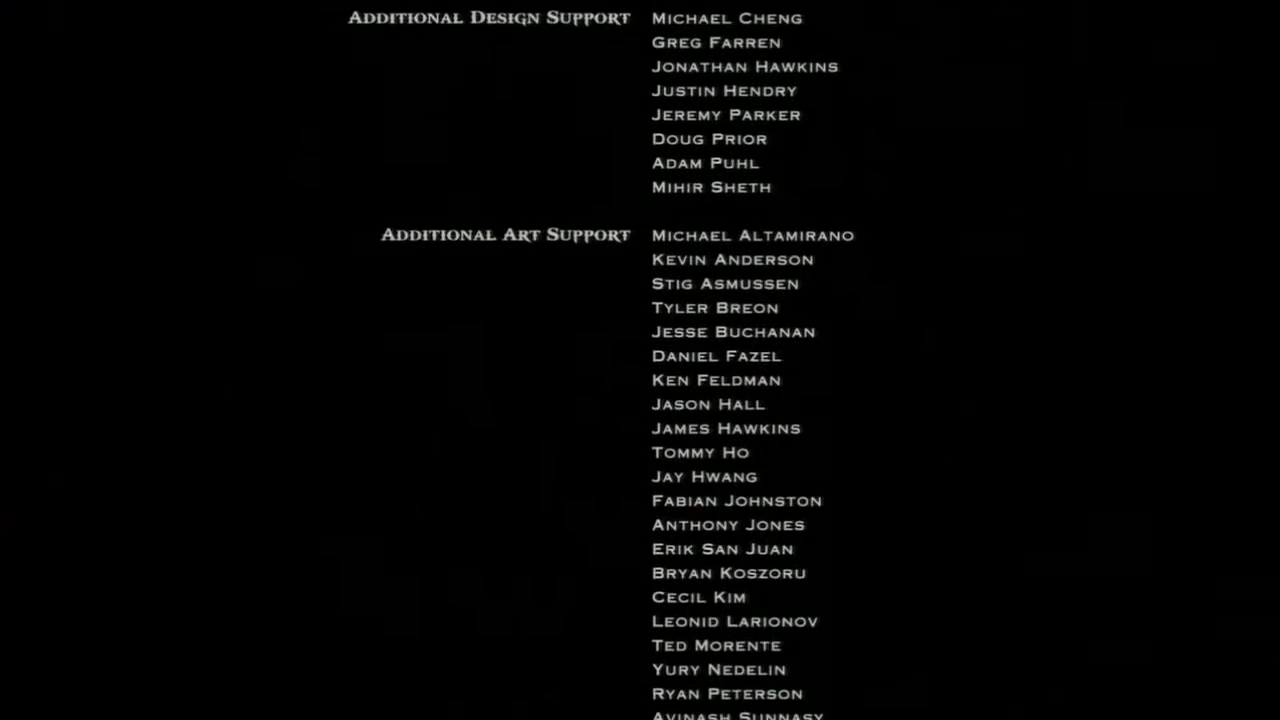 Additional Design Support Michael Cheng
Greg Farren
Jonathan Hawkins
Justin Hendry
Jeremy Parker
Doug Prior
Adam Puhl
Mihir Sheth
Additional Art Support Michael Altamirano
Kevin Anderson
Stig Asmussen
Tyler Breon
Jesse Buchanan
Daniel Fazel
Ken Feldman
Jason Hall
James Hawkins
Tommy Ho
Jay Hwang
Fabian Johnston
Anthony Jones
Erik San Juan
Bryan Koszoru
Cecil Kim
Leonid Larionov
Ted Morente
Yury Nedelin
Ryan Peterson
Avinash Sunnasy